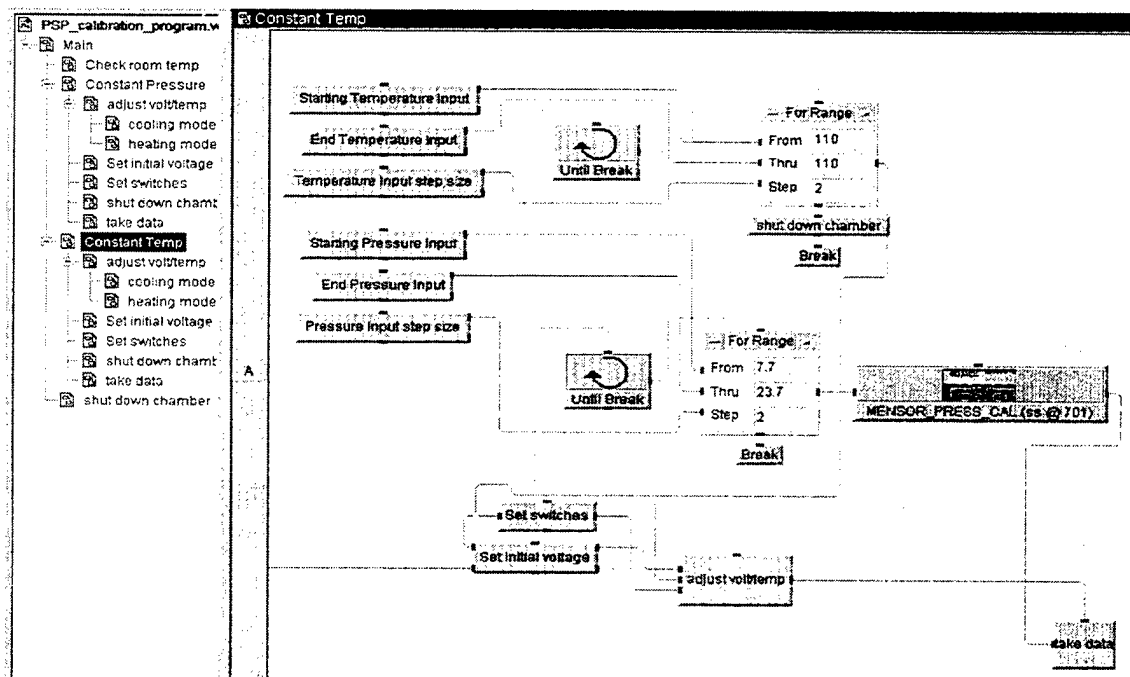 PSP_calibration_program.v
Main
Check room temp
Constant Pressure
adjust volt/temp
cooling mode
heating mode
Set initial voltage
Set switches
shut down chamb
take data
Constant Temp
adjust volt/temp
cooling mode
heating mode
Set initial voltage
Set switches
shut down chamb
take data
shut down chamber
Constant Temp
A
Starting Temperature Input
End Temperature Input
Temperature Input step size
Until Break
For Range
From 110
Thru 110
Step 2
shut down chamber
Break
Starting Pressure Input
End Pressure Input
Pressure Input step size
Until Break
For Range
From 7.7
Thru 23.7
Step 2
Break
MENSOR_PRESS_CAL (ss @ 701)
Set switches
Set initial voltage
adjust volt/temp
take data